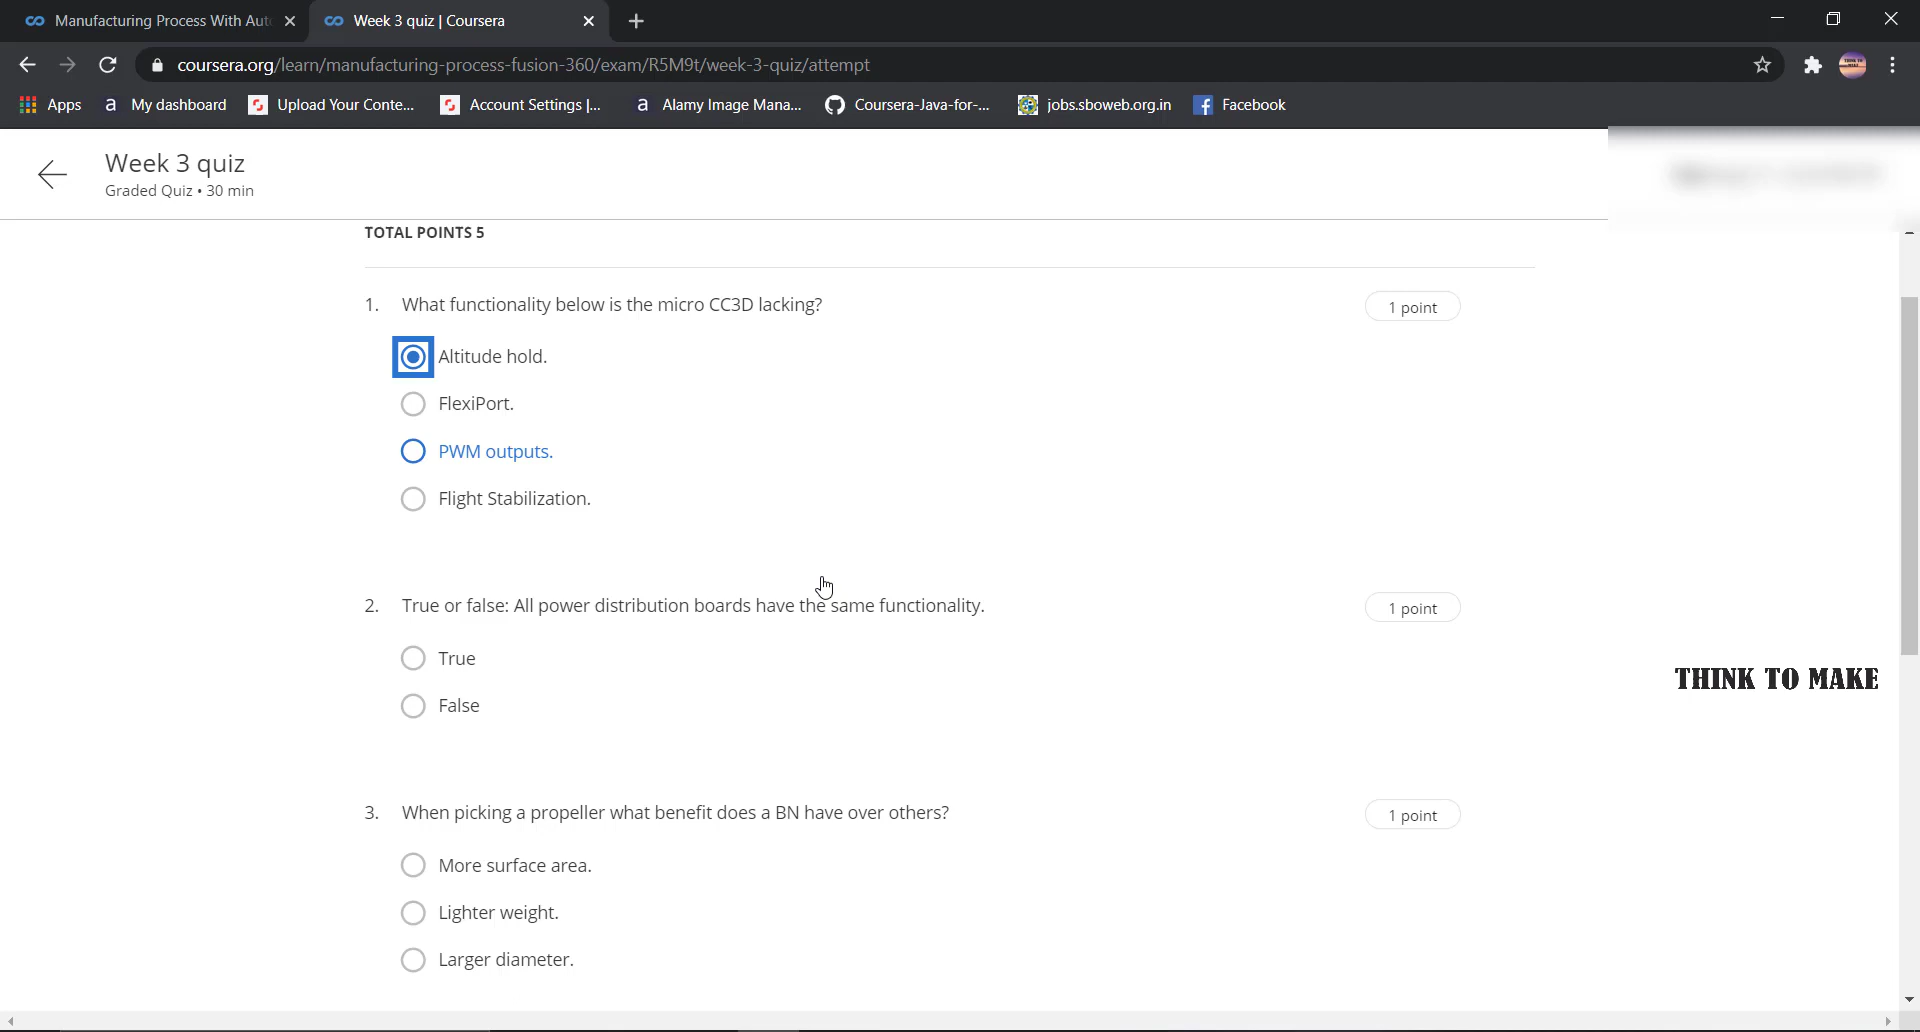 Manufacturing Process With Aut
Week 3 quiz | Coursera
coursera.org/learn/manufacturing-process-fusion-360/exam/R5M9t/week-3-quiz/attempt
Apps
a My dashboard
Upload Your Conte...
Account Settings |...
a Alamy Image Mana...
Coursera-Java-for-...
jobs.sboweb.org.in
Facebook
Week 3 quiz
Graded Quiz • 30 min
TOTAL POINTS 5
1. What functionality below is the micro CC3D lacking?
1 point
Altitude hold.
FlexiPort.
PWM outputs.
Flight Stabilization.
2. True or false: All power distribution boards have the same functionality.
1 point
True
False
THINK TO MAKE
3. When picking a propeller what benefit does a BN have over others?
1 point
More surface area.
Lighter weight.
Larger diameter.